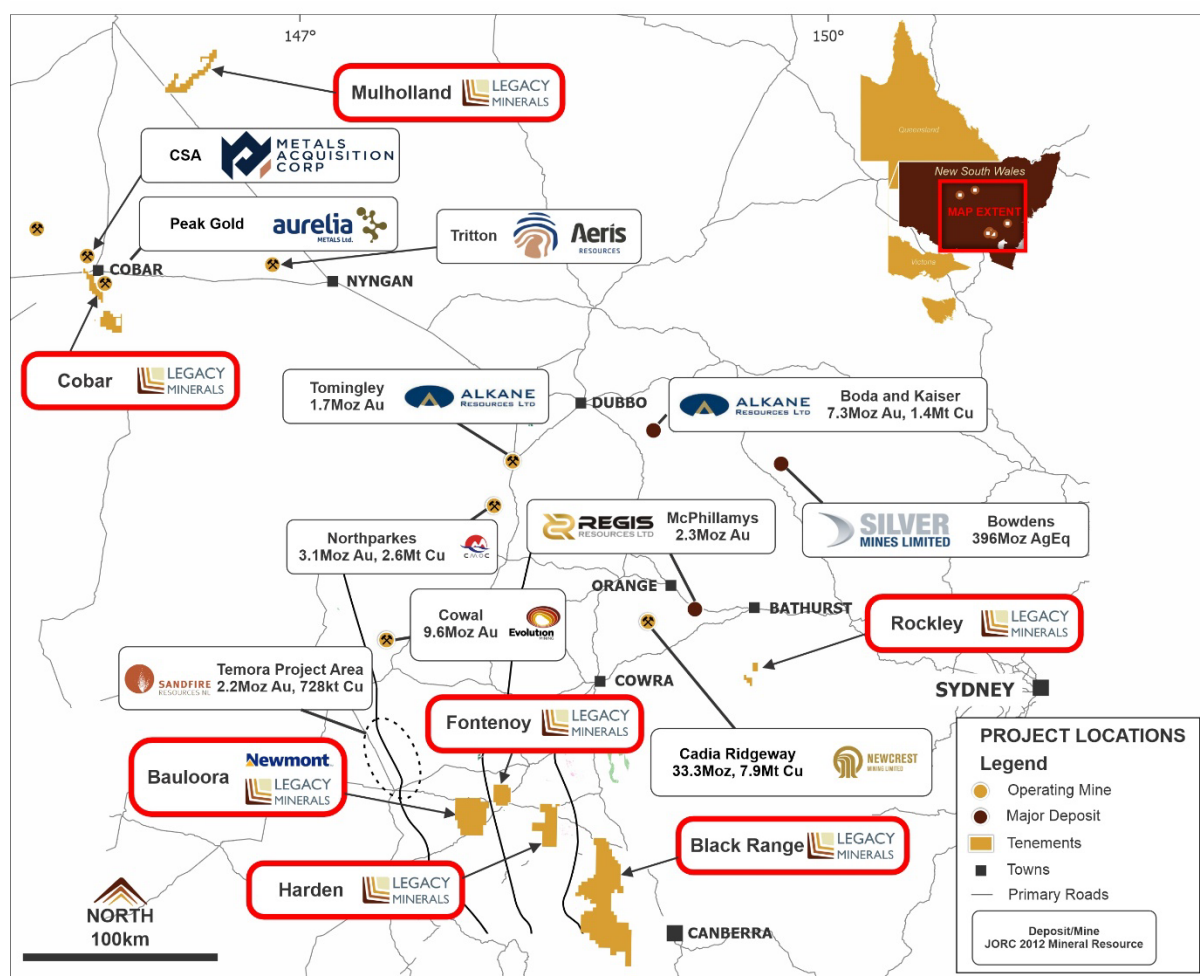 147°
150°
Mulholland
LEGACY
MINERALS
CSA
METALS
ACQUISITION
CORP
Peak Gold
aurelia
METALS Ltd.
Tritton
Aeris
RESOURCES
COBAR
NYNGAN
Cobar
LEGACY
MINERALS
Queensland
New South Wales
MAP EXTENT
Victoria
Tomingley
1.7Moz Au
ALKANE
RESOURCES LTD
DUBBO
ALKANE
RESOURCES LTD
Boda and Kaiser
7.3Moz Au, 1.4Mt Cu
Northparkes
3.1Moz Au, 2.6Mt Cu
CMOC
REGIS
RESOURCES LTD
McPhillamys
2.3Moz Au
SILVER
MINES LIMITED
Bowdens
396Moz AgEq
ORANGE
BATHURST
Cowal
9.6Moz Au
Evolution
MINING
Rockley
LEGACY
MINERALS
SANDFIRE
RESOURCES NL
Temora Project Area
2.2Moz Au, 728kt Cu
COWRA
SYDNEY
Fontenoy
LEGACY
MINERALS
Cadia Ridgeway
33.3Moz, 7.9Mt Cu
NEWCREST
MINING LIMITED
Bauloora
Newmont
LEGACY
MINERALS
Black Range
LEGACY
MINERALS
Harden
LEGACY
MINERALS
CANBERRA
NORTH
100km
PROJECT LOCATIONS
Legend
Operating Mine
Major Deposit
Tenements
Towns
Primary Roads
Deposit/Mine
JORC 2012 Mineral Resource